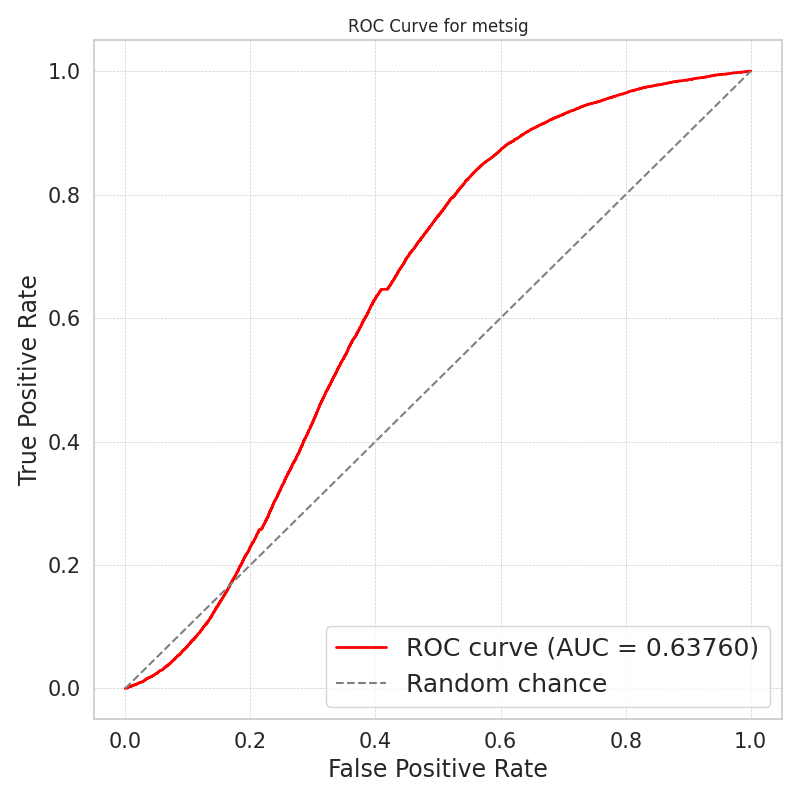 ROC Curve for metsig
True Positive Rate
1.0
0.8
0.6
0.4
0.2
0.0
ROC curve (AUC = 0.63760)
Random chance
0.0 0.2 0.4 0.6 0.8 1.0
False Positive Rate